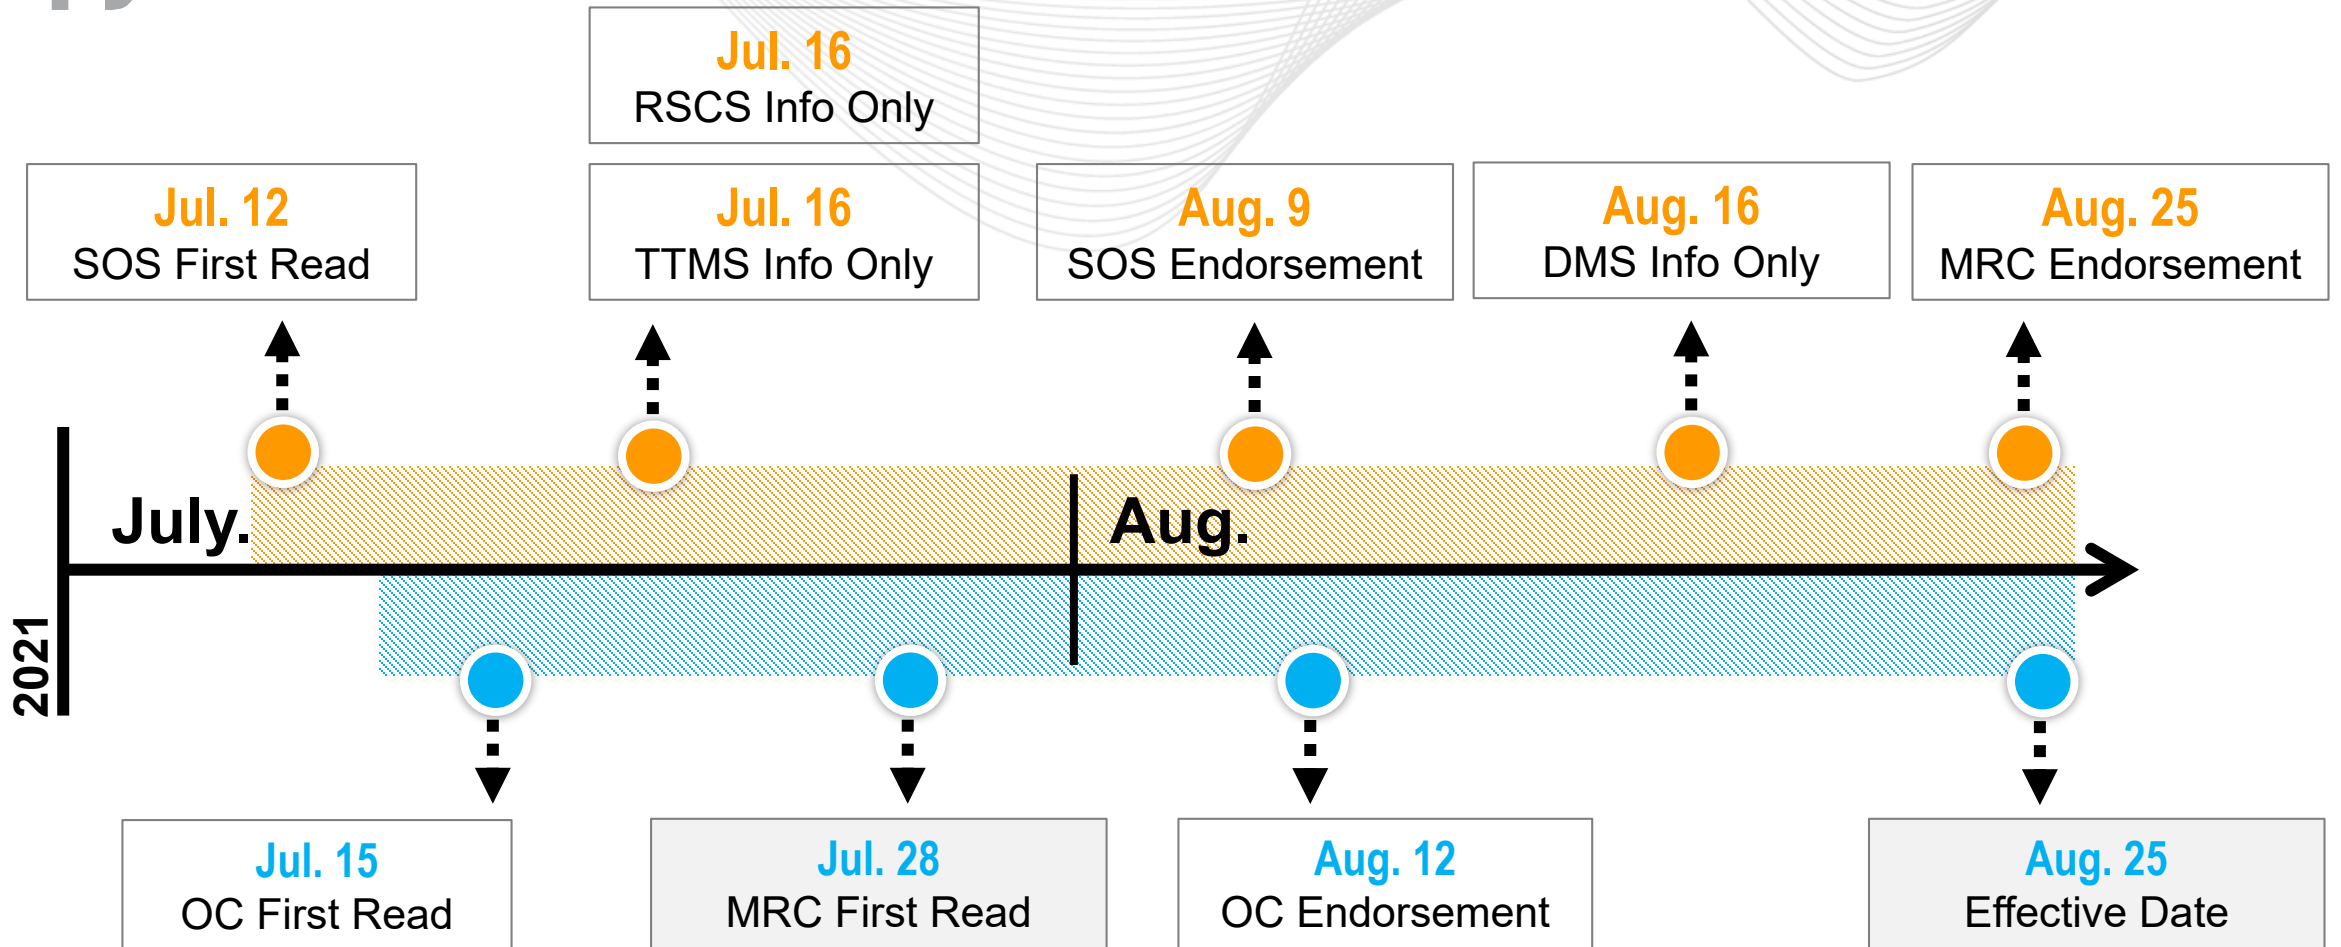 Jul. 16
RSCS Info Only
Jul. 12
SOS First Read
Jul. 16
TTMS Info Only
Aug. 9
SOS Endorsement
Aug. 16
DMS Info Only
Aug. 25
MRC Endorsement
July.
Aug.
2021
Jul. 15
OC First Read
Jul. 28
MRC First Read
Aug. 12
OC Endorsement
Aug. 25
Effective Date